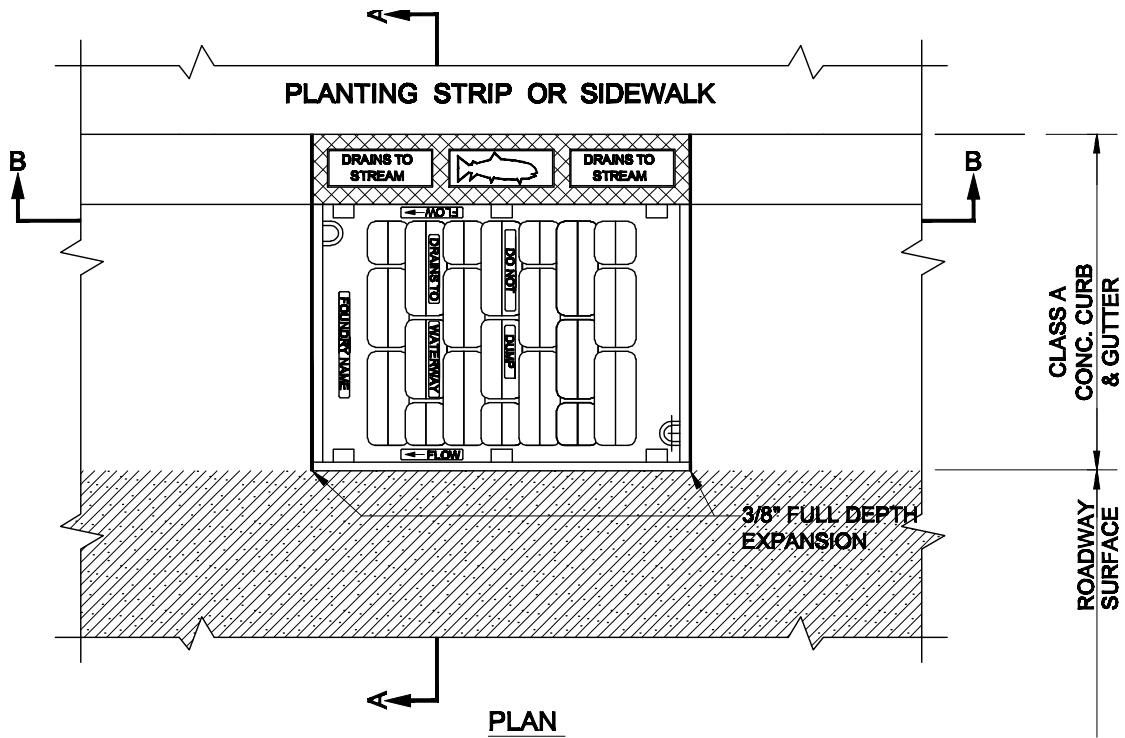 A
PLANTING STRIP OR SIDEWALK
B
B
DRAINS TO
STREAM
DRAINS TO
STREAM
FLOW
DRAINS TO
WATERWAY
DO NOT
DUMP
FOUNDRY NAME
FLOW
CLASS A
CONC. CURB
& GUTTER
3/8" FULL DEPTH
EXPANSION
ROADWAY
SURFACE
A
PLAN